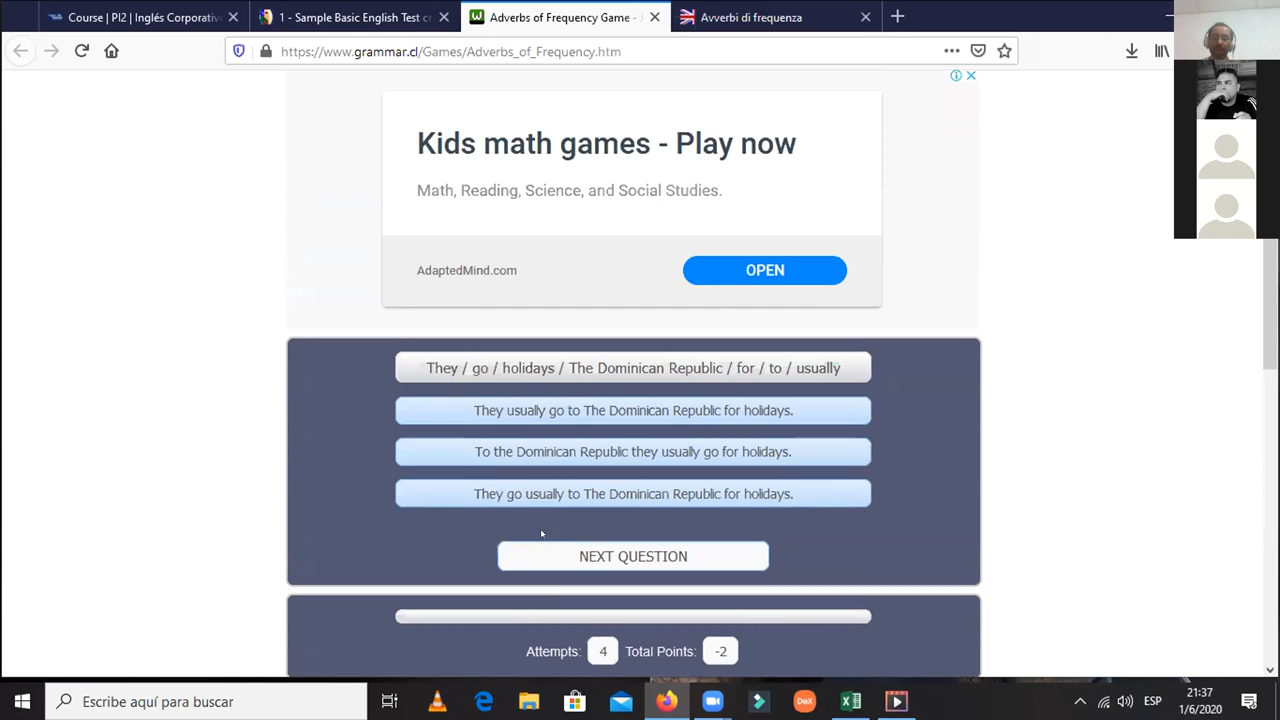 Course | PI2 | Inglés Corporativ
1 - Sample Basic English Test cr
Adverbs of Frequency Game -
Avverbi di frequenza
https://www.grammar.cl/Games/Adverbs_of_Frequency.htm
Kids math games - Play now
Math, Reading, Science, and Social Studies.
AdaptedMind.com
OPEN
They / go / holidays / The Dominican Republic / for / to / usually
They usually go to The Dominican Republic for holidays.
To the Dominican Republic they usually go for holidays.
They go usually to The Dominican Republic for holidays.
NEXT QUESTION
Attempts: 4 Total Points: -2
Escribe aquí para buscar
DeX
ESP
21:37
1/6/2020